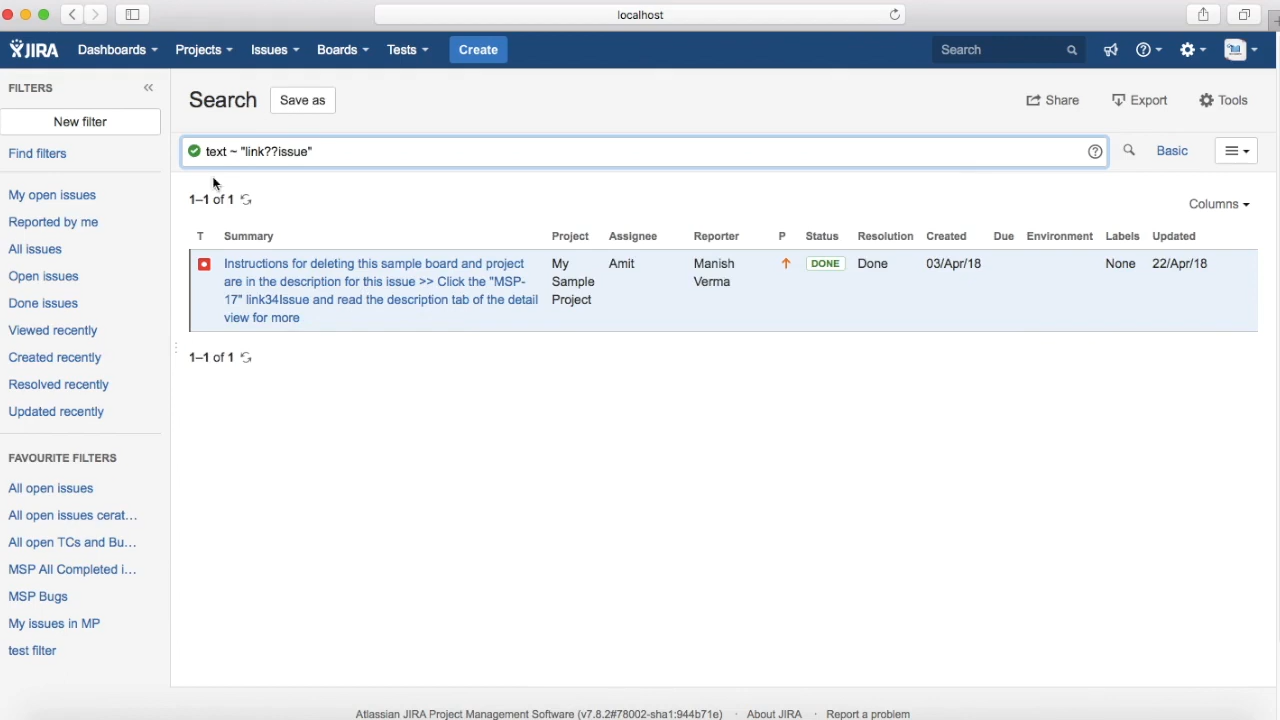 localhost
JIRA Dashboards Projects Issues Boards Tests Create Search
FILTERS
New filter
Find filters
My open issues
Reported by me
All issues
Open issues
Done issues
Viewed recently
Created recently
Resolved recently
Updated recently
FAVOURITE FILTERS
All open issues
All open issues cerat...
All open TCs and Bu...
MSP All Completed i...
MSP Bugs
My issues in MP
test filter
Search Save as Share Export Tools
text ~ "link??issue" Basic
1–1 of 1
Columns
T Summary Project Assignee Reporter P Status Resolution Created Due Environment Labels Updated
Instructions for deleting this sample board and project My Amit Manish DONE Done 03/Apr/18 None 22/Apr/18
are in the description for this issue >> Click the "MSP- Sample Verma
17" link34Issue and read the description tab of the detail Project
view for more
1–1 of 1
Atlassian JIRA Project Management Software (v7.8.2#78002-sha1:944b71e) · About JIRA · Report a problem